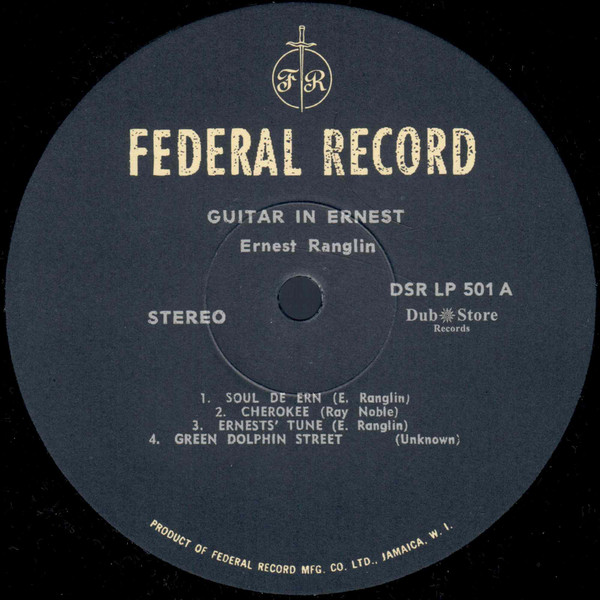 F R
FEDERAL RECORD
GUITAR IN ERNEST
Ernest Ranglin
DSR LP 501 A
STEREO
Dub Store
Records
1. SOUL DE ERN (E. Ranglin)
2. CHEROKEE (Ray Noble)
3. ERNESTS' TUNE (E. Ranglin)
4. GREEN DOLPHIN STREET (Unknown)
PRODUCT OF FEDERAL RECORD MFG. CO. LTD., JAMAICA, W. I.